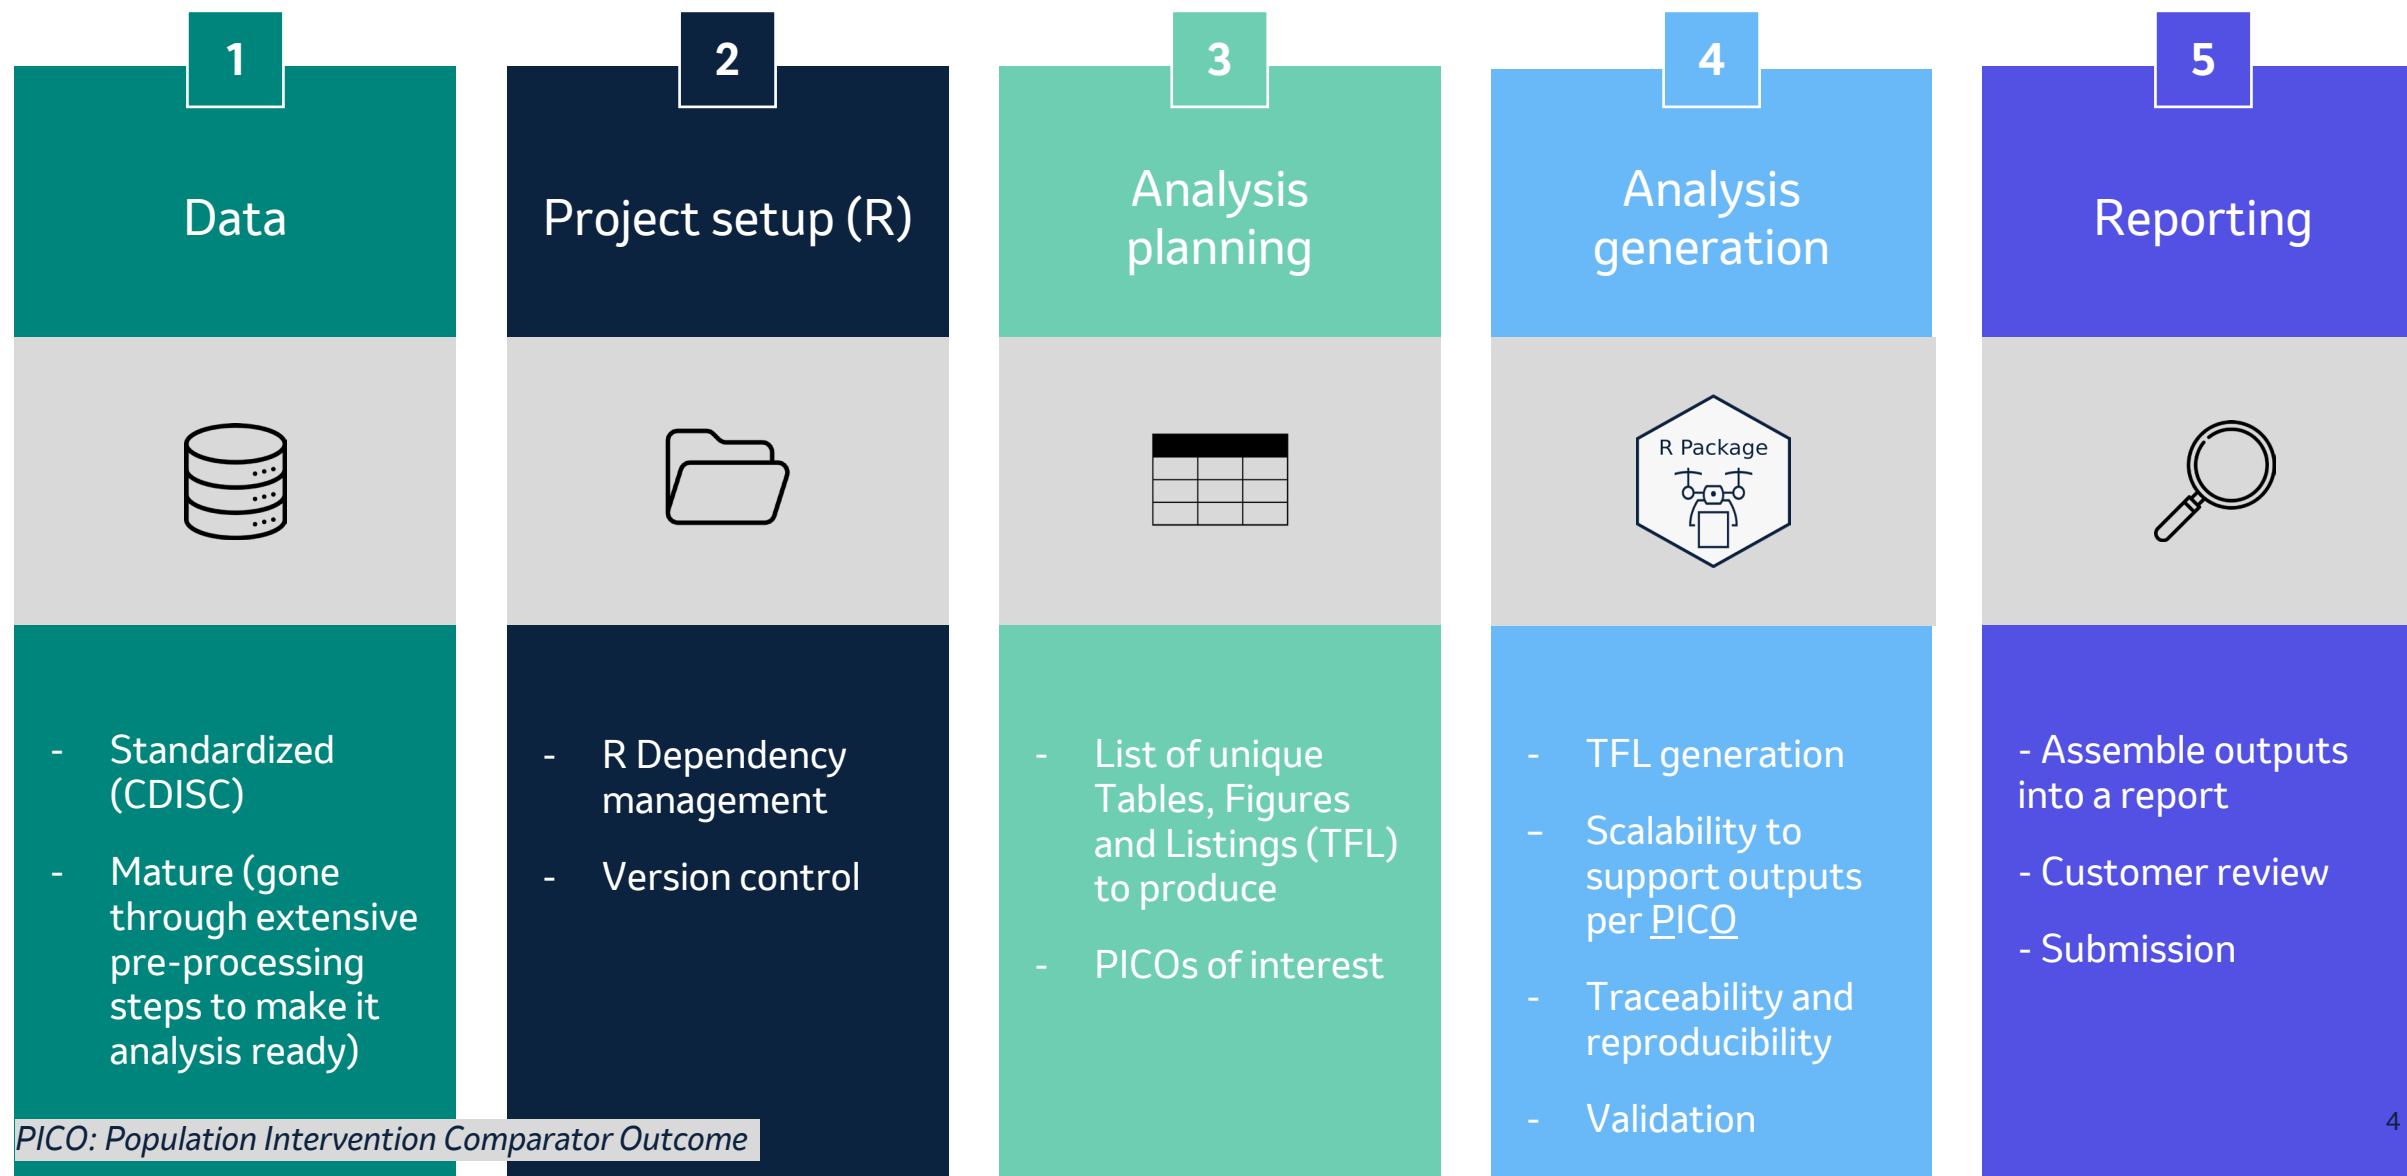 1
Data
- Standardized
(CDISC)
- Mature (gone
through extensive
pre-processing
steps to make it
analysis ready)
2
Project setup (R)
- R Dependency
management
- Version control
3
Analysis
planning
- List of unique
Tables, Figures
and Listings (TFL)
to produce
- PICOs of interest
4
Analysis
generation
R Package
- TFL generation
- Scalability to
support outputs
per PICO
- Traceability and
reproducibility
- Validation
5
Reporting
- Assemble outputs
into a report
- Customer review
- Submission
PICO: Population Intervention Comparator Outcome
4